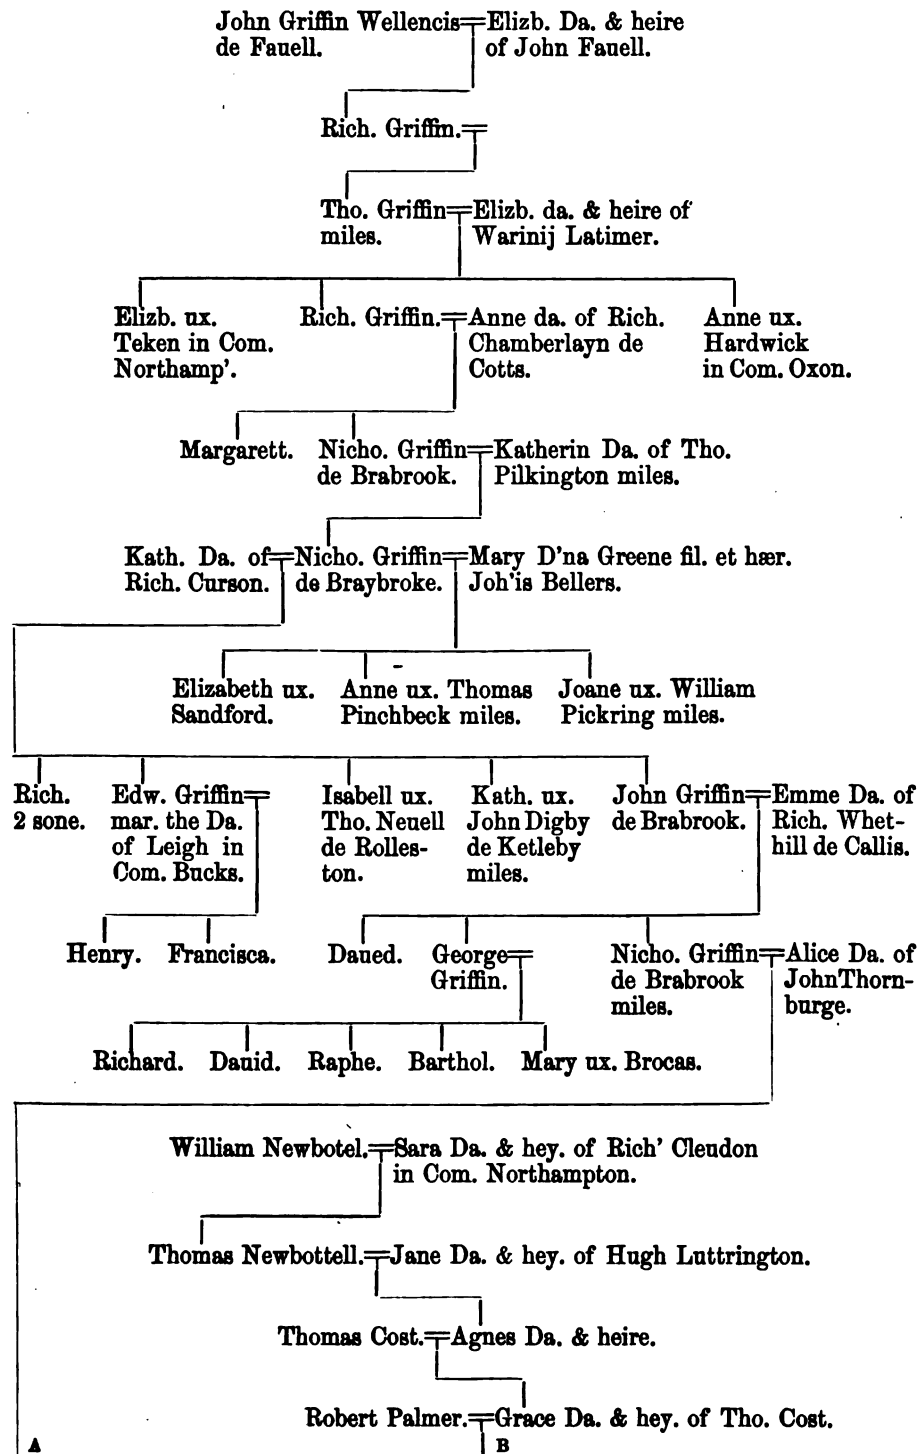 John Griffin Wellencis=Elizb. Da. & heire
de Fauell. of John Fauell.
Rich. Griffin.=
Tho. Griffin=Elizb. da. & heire of
miles. Warinij Latimer.
Elizb. ux. Rich. Griffin.=Anne da. of Rich. Anne ux.
Teken in Com. Chamberlayn de Hardwick
Northamp'. Cotts. in Com. Oxon.
Margarett. Nicho. Griffin=Katherin Da. of Tho.
de Brabrook. Pilkington miles.
Kath. Da. of=Nicho. Griffin=Mary D'na Greene fil. et hær.
Rich. Curson. de Braybroke. Joh'is Bellers.
Elizabeth ux. Anne ux. Thomas Joane ux. William
Sandford. Pinchbeck miles. Pickring miles.
Rich. Edw. Griffin= Isabell ux. Kath. ux. John Griffin=Emme Da. of
2 sone. mar. the Da. Tho. Neuell John Digby de Brabrook. Rich. Whet-
of Leigh in de Rolles- de Ketleby hill de Callis.
Com. Bucks. ton. miles.
Henry. Francisca. Daued. George= Nicho. Griffin=Alice Da. of
Griffin. de Brabrook John Thorn-
miles. burge.
Richard. Dauid. Raphe. Barthol. Mary ux. Brocas.
William Newbotel.=Sara Da. & hey. of Rich' Cleudon
in Com. Northampton.
Thomas Newbottell.=Jane Da. & hey. of Hugh Luttrington.
Thomas Cost.=Agnes Da. & heire.
Robert Palmer.=Grace Da. & hey. of Tho. Cost.
A B